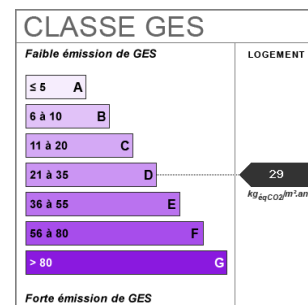 CLASSE GES
Faible émission de GES
LOGEMENT
≤ 5 A
6 à 10 B
11 à 20 C
21 à 35 D
29
kgéqCO2/m².an
36 à 55 E
56 à 80 F
> 80 G
Forte émission de GES